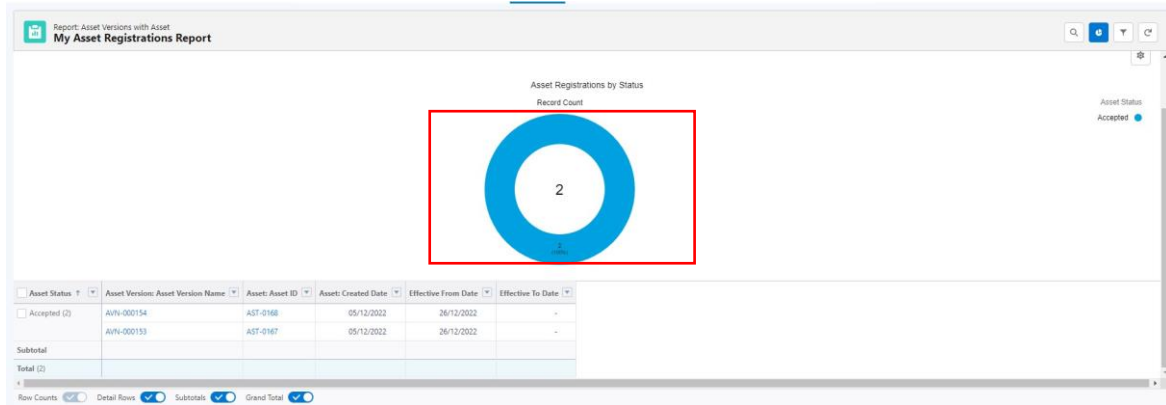 Report: Asset Versions with Asset
My Asset Registrations Report
Asset Registrations by Status
Record Count
Asset Status
Accepted
2
2
Asset Status ↑ Asset Version: Asset Version Name Asset: Asset ID Asset: Created Date Effective From Date Effective To Date
Accepted (2) AVN-000154 AST-0168 05/12/2022 26/12/2022 -
AVN-000153 AST-0167 05/12/2022 26/12/2022 -
Subtotal
Total (2)
Row Counts Detail Rows Subtotals Grand Total